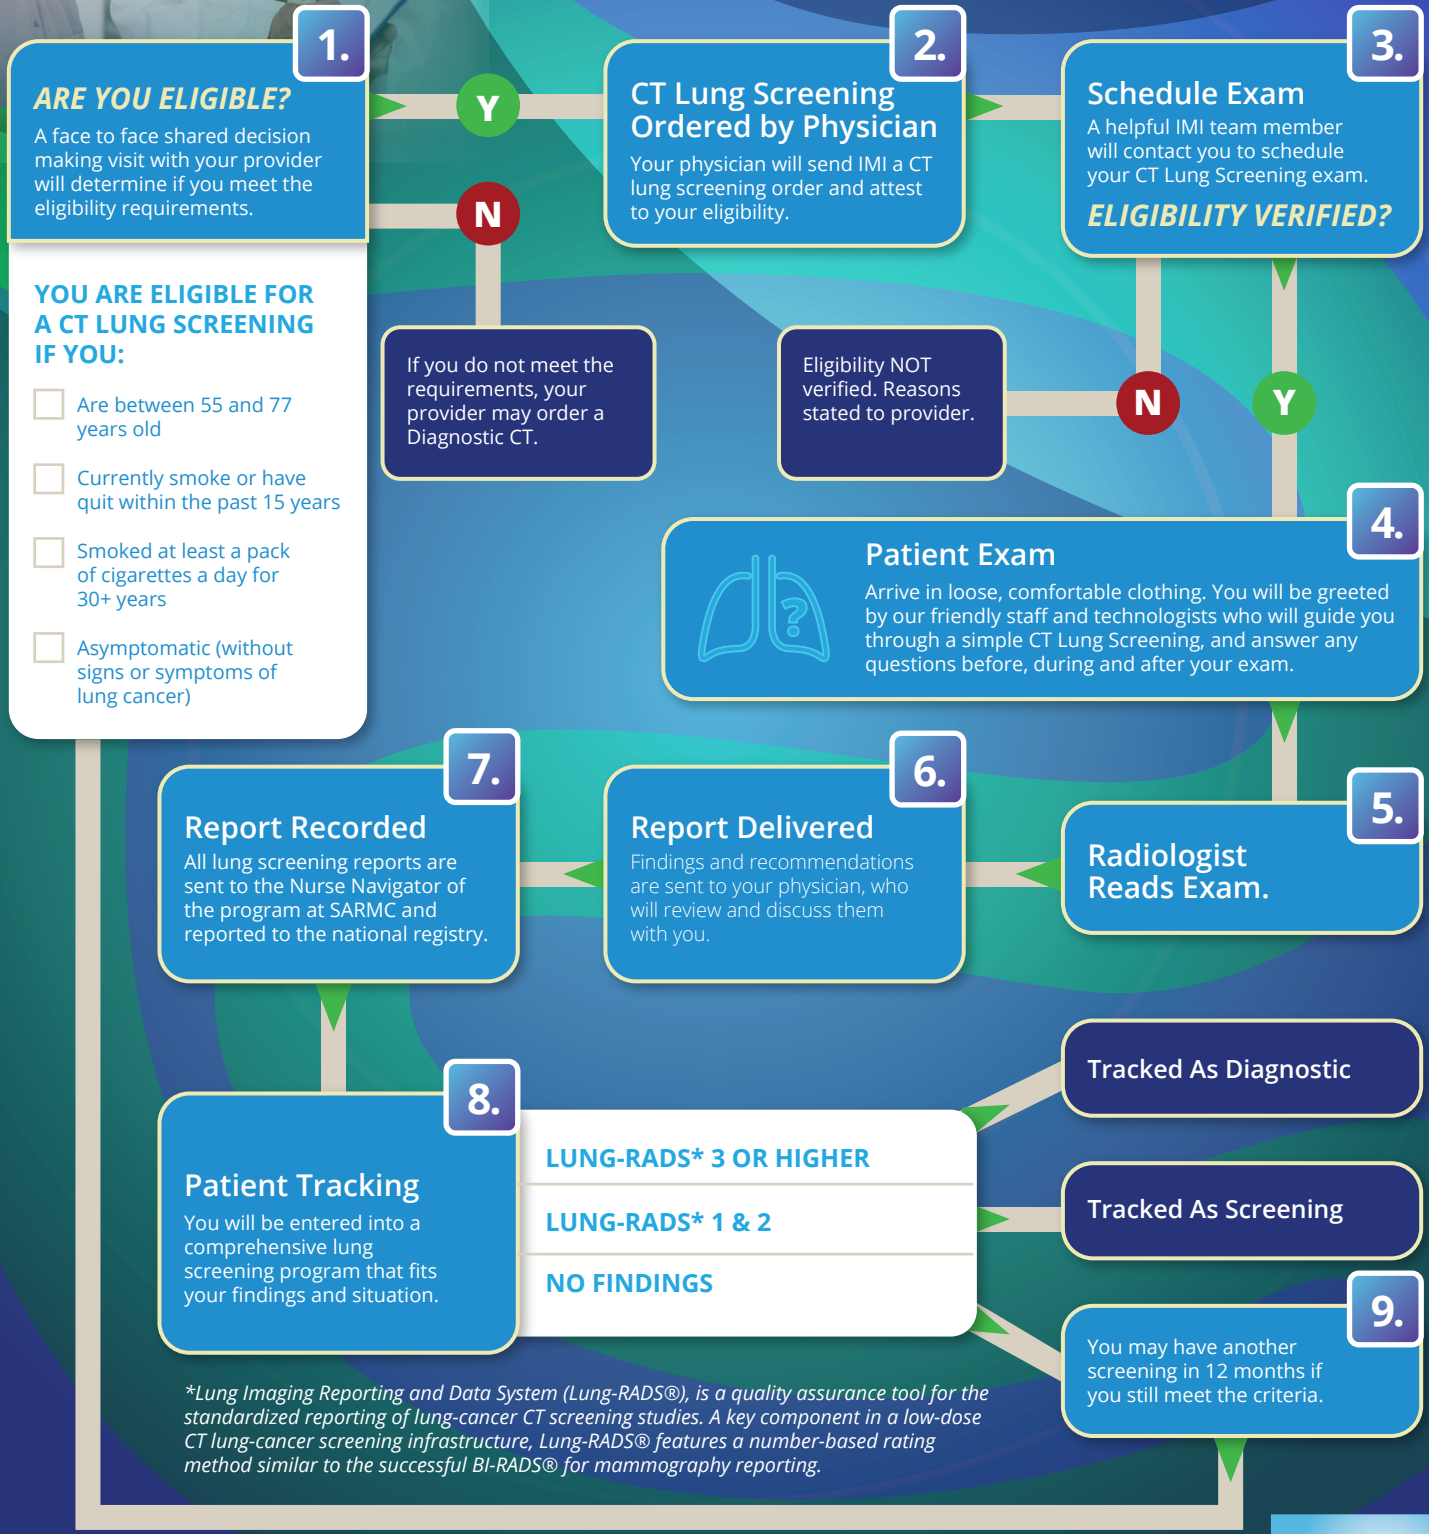 1.
ARE YOU ELIGIBLE?
A face to face shared decision
making visit with your provider
will determine if you meet the
eligibility requirements.
YOU ARE ELIGIBLE FOR
A CT LUNG SCREENING
IF YOU:
Are between 55 and 77
years old
Currently smoke or have
quit within the past 15 years
Smoked at least a pack
of cigarettes a day for
30+ years
Asymptomatic (without
signs or symptoms of
lung cancer)
Y
N
If you do not meet the
requirements, your
provider may order a
Diagnostic CT.
2.
CT Lung Screening
Ordered by Physician
Your physician will send IMI a CT
lung screening order and attest
to your eligibility.
3.
Schedule Exam
A helpful IMI team member
will contact you to schedule
your CT Lung Screening exam.
ELIGIBILITY VERIFIED?
N
Y
Eligibility NOT
verified. Reasons
stated to provider.
4.
Patient Exam
Arrive in loose, comfortable clothing. You will be greeted
by our friendly staff and technologists who will guide you
through a simple CT Lung Screening, and answer any
questions before, during and after your exam.
?
5.
Radiologist
Reads Exam.
6.
Report Delivered
Findings and recommendations
are sent to your physician, who
will review and discuss them
with you.
7.
Report Recorded
All lung screening reports are
sent to the Nurse Navigator of
the program at SARMC and
reported to the national registry.
8.
Patient Tracking
You will be entered into a
comprehensive lung
screening program that fits
your findings and situation.
LUNG-RADS* 3 OR HIGHER
LUNG-RADS* 1 & 2
NO FINDINGS
Tracked As Diagnostic
Tracked As Screening
9.
You may have another
screening in 12 months if
you still meet the criteria.
*Lung Imaging Reporting and Data System (Lung-RADS®), is a quality assurance tool for the
standardized reporting of lung-cancer CT screening studies. A key component in a low-dose
CT lung-cancer screening infrastructure, Lung-RADS® features a number-based rating
method similar to the successful BI-RADS® for mammography reporting.